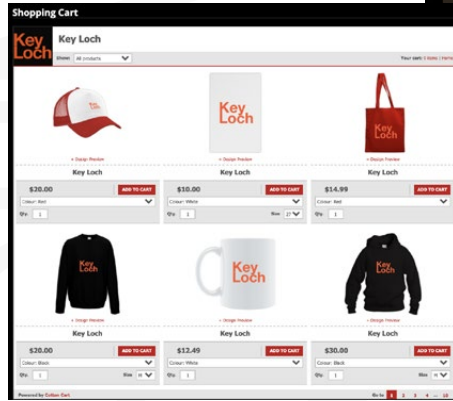 Shopping Cart
Key
Loch
Key Loch
Show: All products
Your cart: 0 items |
Key
Loch
Key
Loch
Key
Loch
+ Design Preview
+ Design Preview
Key Loch
Key Loch
Key Loch
$20.00
ADD TO CART
$10.00
ADD TO CART
$14.99
ADD TO CART
Colour: Red
Colour: White
Colour: Red
Qty. 1
Qty. 1
Size
Qty. 1
Key
Loch
Key
Loch
Key
Loch
+ Design Preview
+ Design Preview
+ Design Preview
Key Loch
Key Loch
Key Loch
$20.00
ADD TO CART
$12.49
ADD TO CART
$30.00
ADD TO CART
Colour: Black
Colour: White
Colour: Black
Qty. 1
Size
Qty. 1
Qty. 1
Size
Powered by Cotton Cart
Go to 1 2 3 4 ... 10